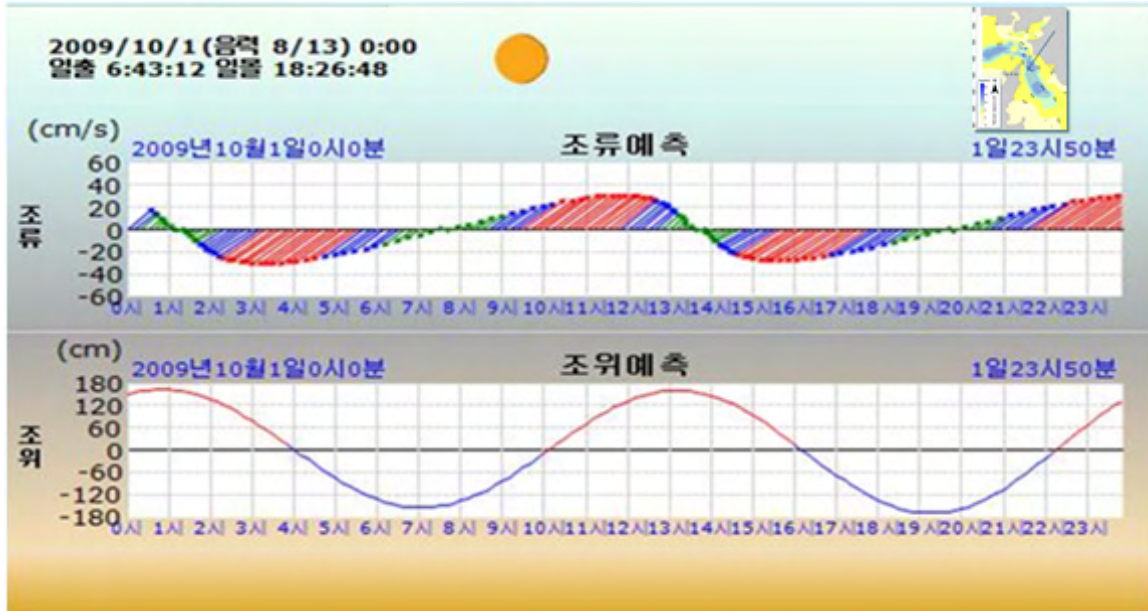 2009/10/1(음력 8/13) 0:00
일출 6:43:12 일몰 18:26:48
(cm/s)
2009년10월1일0시0분
조류예측
1일23시50분
조류
60
40
20
0
-20
-40
-60
0시 1시 2시 3시 4시 5시 6시 7시 8시 9시 10시 11시 12시 13시 14시 15시 16시 17시 18시 19시 20시 21시 22시 23시
(cm)
2009년10월1일0시0분
조위예측
1일23시50분
조위
180
120
60
0
-60
-120
-180
0시 1시 2시 3시 4시 5시 6시 7시 8시 9시 10시 11시 12시 13시 14시 15시 16시 17시 18시 19시 20시 21시 22시 23시